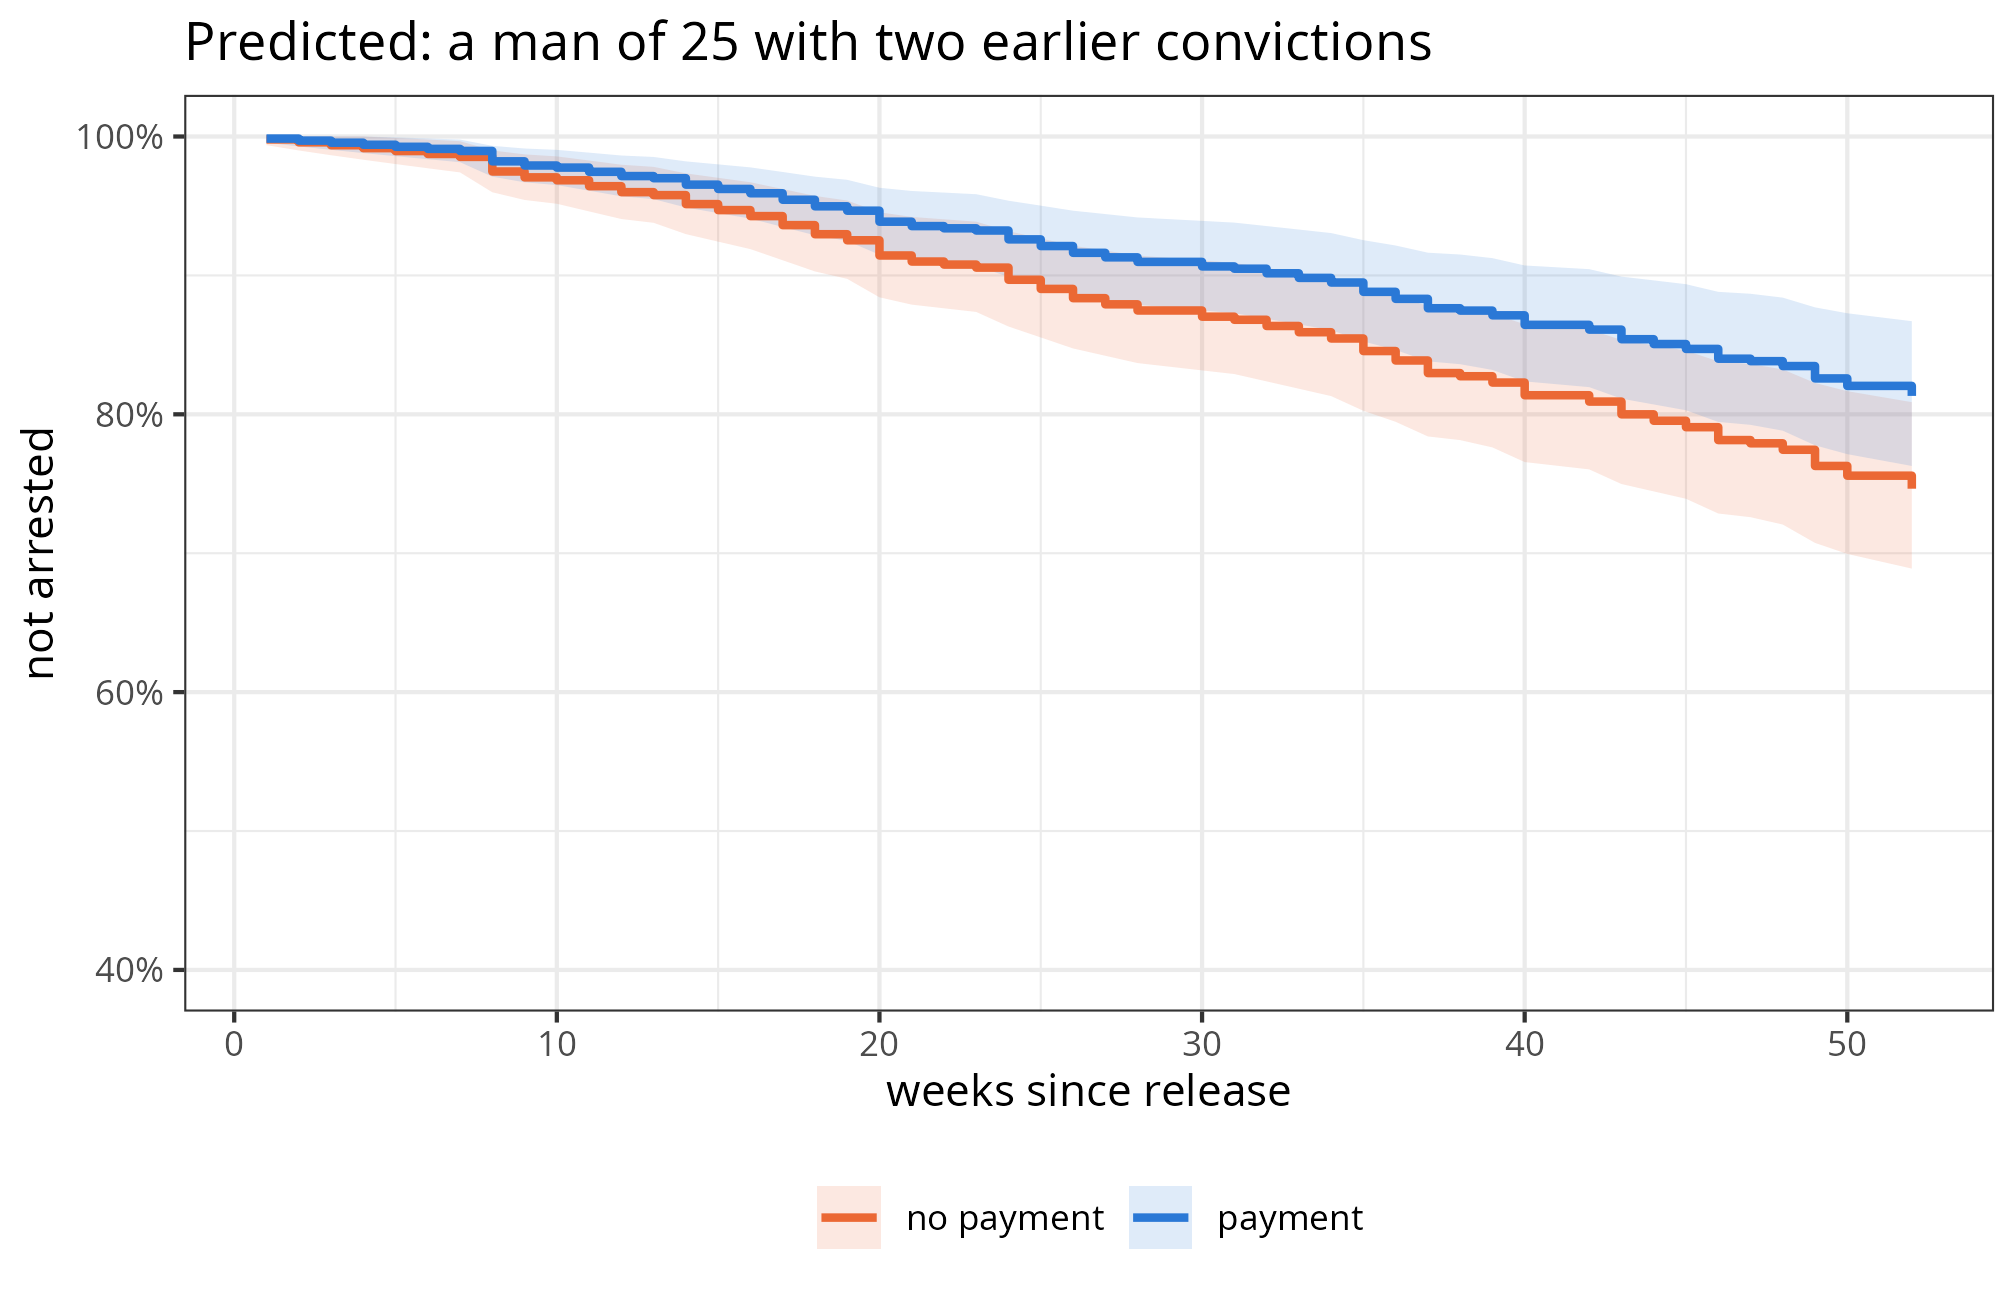 Predicted: a man of 25 with two earlier convictions
100%
80%
60%
40%
not arrested
0 10 20 30 40 50
weeks since release
no payment payment